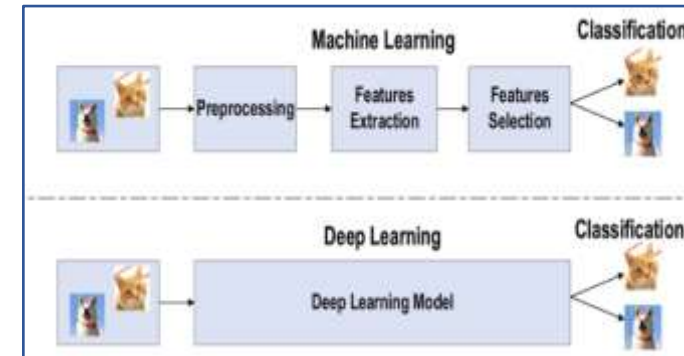 Machine Learning
Classification
Preprocessing
Features
Extraction
Features
Selection
Deep Learning
Classification
Deep Learning Model